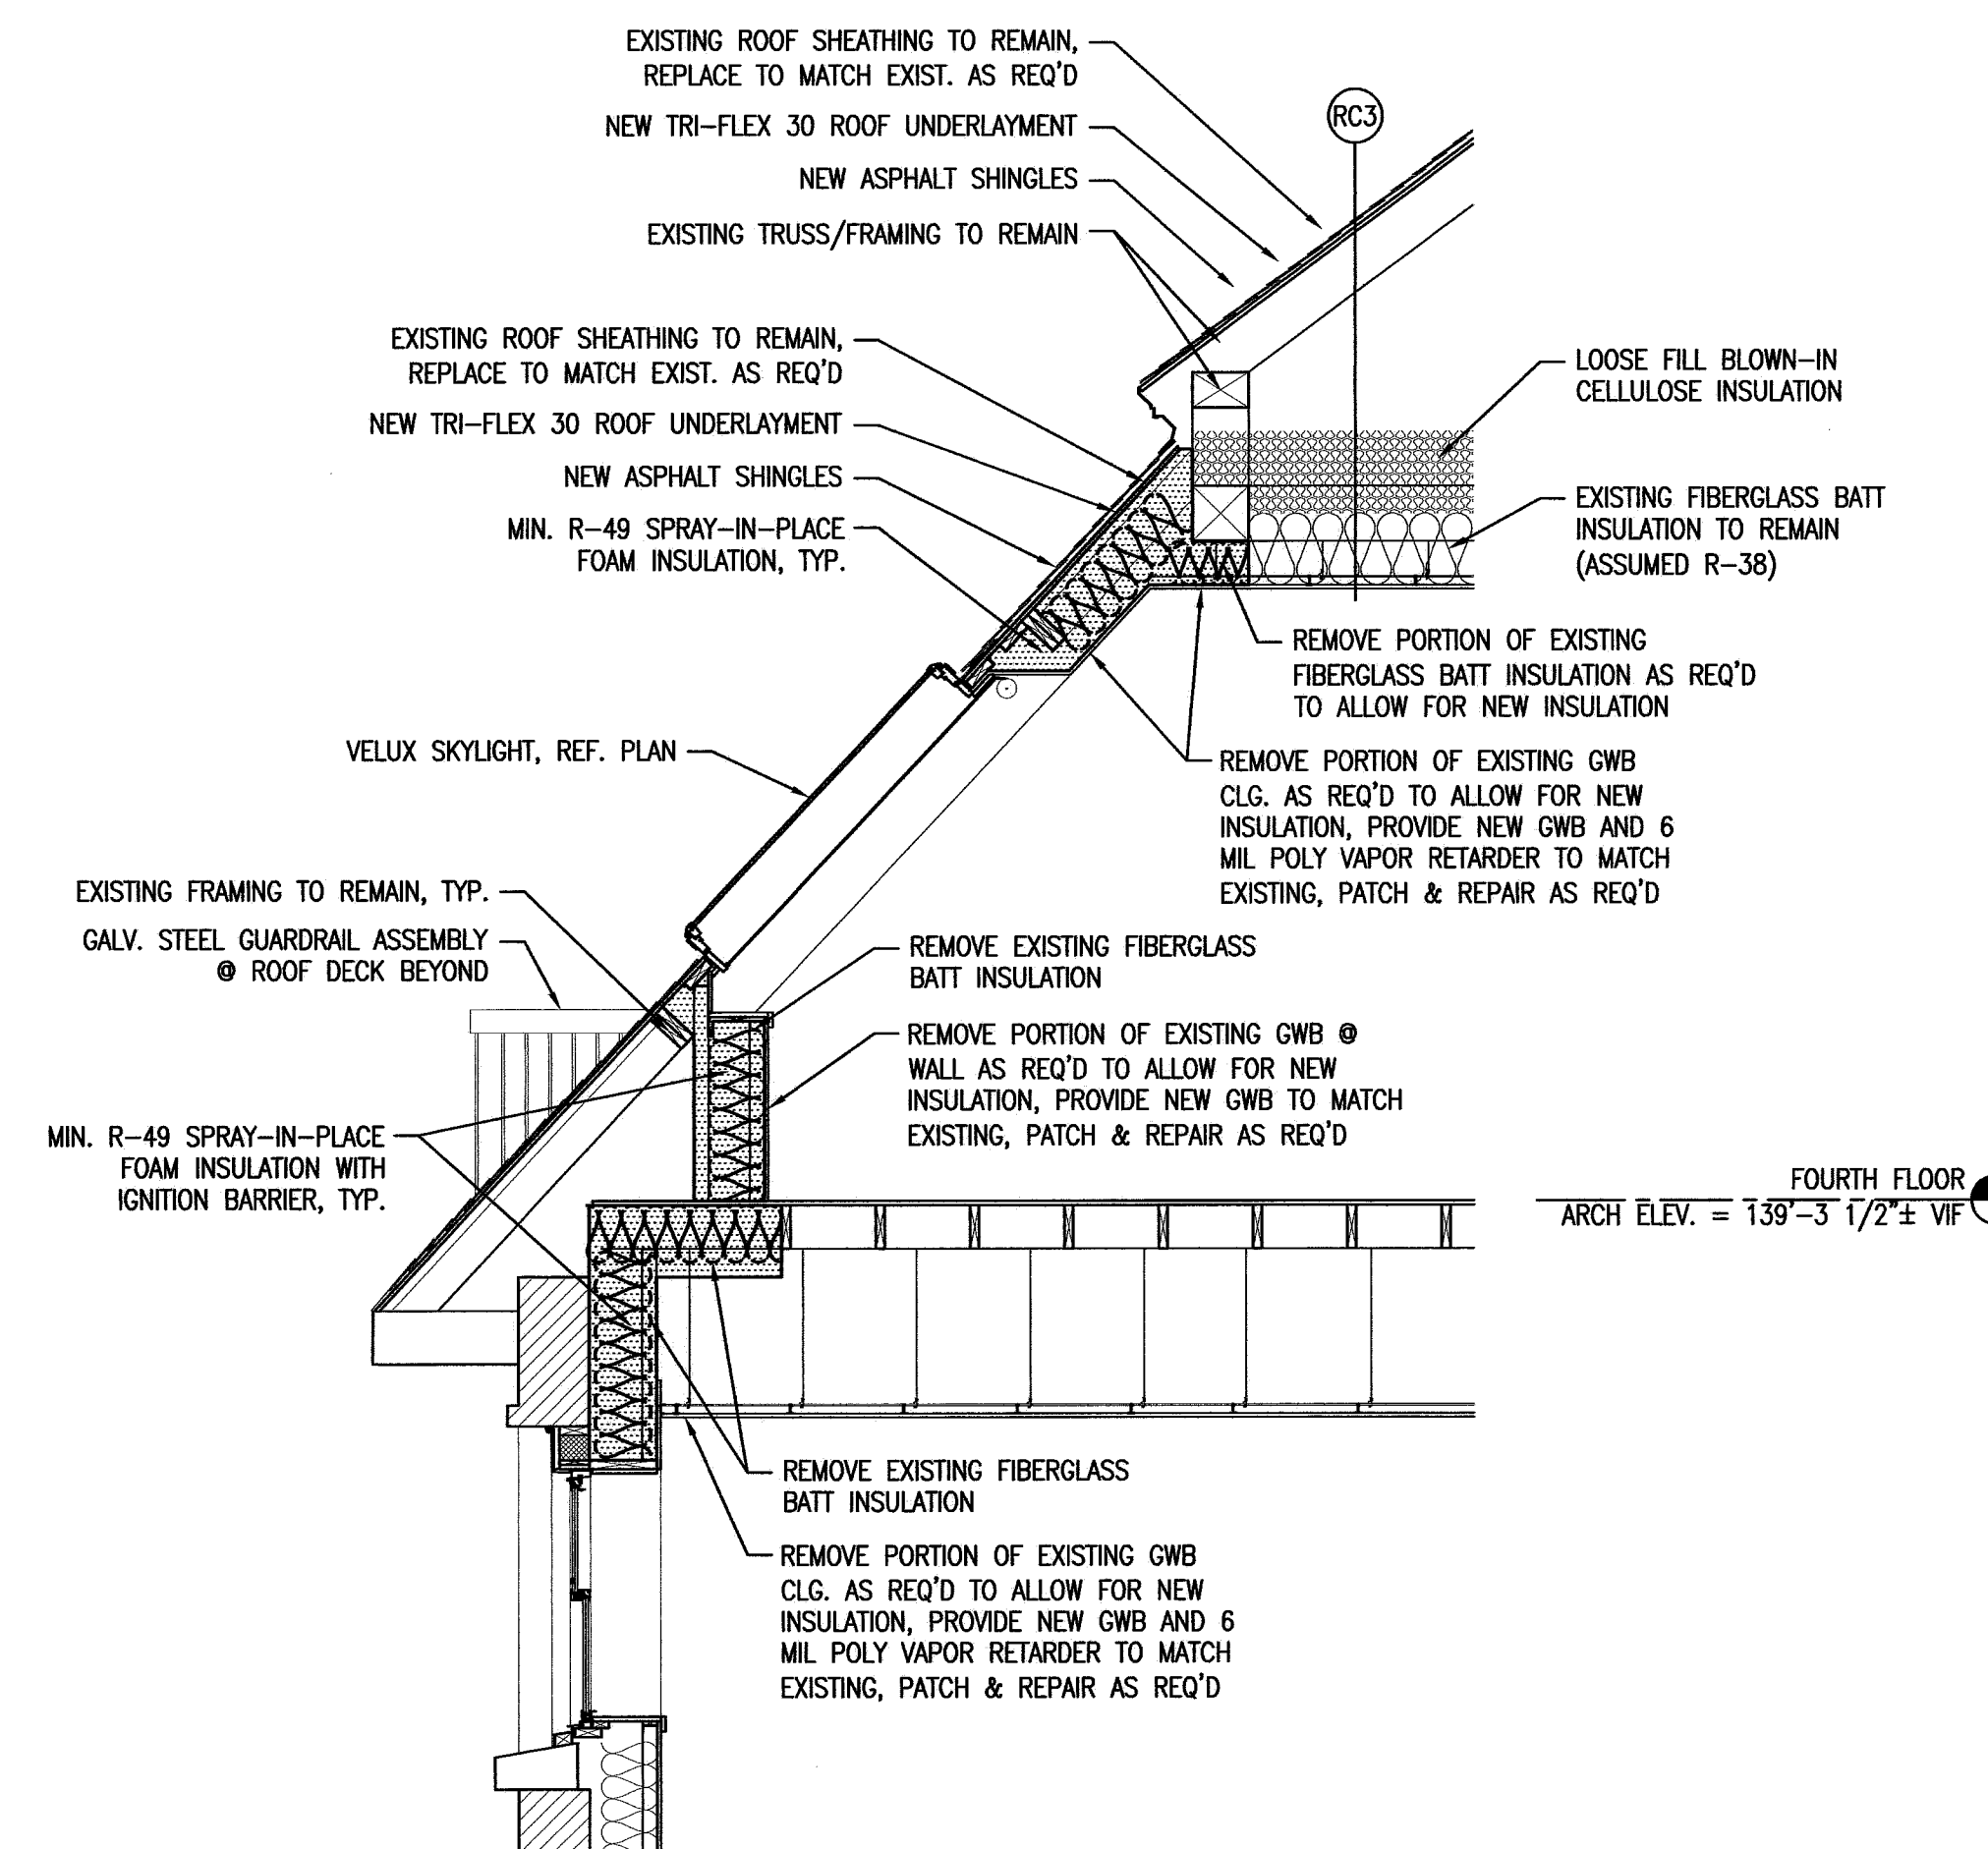 EXISTING ROOF SHEATHING TO REMAIN,
REPLACE TO MATCH EXIST. AS REQ'D
NEW TRI-FLEX 30 ROOF UNDERLAYMENT
NEW ASPHALT SHINGLES
EXISTING TRUSS/FRAMING TO REMAIN
RC3
EXISTING ROOF SHEATHING TO REMAIN,
REPLACE TO MATCH EXIST. AS REQ'D
NEW TRI-FLEX 30 ROOF UNDERLAYMENT
NEW ASPHALT SHINGLES
MIN. R-49 SPRAY-IN-PLACE
FOAM INSULATION, TYP.
LOOSE FILL BLOWN-IN
CELLULOSE INSULATION
EXISTING FIBERGLASS BATT
INSULATION TO REMAIN
(ASSUMED R-38)
REMOVE PORTION OF EXISTING
FIBERGLASS BATT INSULATION AS REQ'D
TO ALLOW FOR NEW INSULATION
VELUX SKYLIGHT, REF. PLAN
REMOVE PORTION OF EXISTING GWB
CLG. AS REQ'D TO ALLOW FOR NEW
INSULATION, PROVIDE NEW GWB AND 6
MIL POLY VAPOR RETARDER TO MATCH
EXISTING, PATCH & REPAIR AS REQ'D
EXISTING FRAMING TO REMAIN, TYP.
GALV. STEEL GUARDRAIL ASSEMBLY
@ ROOF DECK BEYOND
REMOVE EXISTING FIBERGLASS
BATT INSULATION
REMOVE PORTION OF EXISTING GWB @
WALL AS REQ'D TO ALLOW FOR NEW
INSULATION, PROVIDE NEW GWB TO MATCH
EXISTING, PATCH & REPAIR AS REQ'D
MIN. R-49 SPRAY-IN-PLACE
FOAM INSULATION WITH
IGNITION BARRIER, TYP.
FOURTH FLOOR
ARCH ELEV. = 139'-3 1/2"± VIF
REMOVE EXISTING FIBERGLASS
BATT INSULATION
REMOVE PORTION OF EXISTING GWB
CLG. AS REQ'D TO ALLOW FOR NEW
INSULATION, PROVIDE NEW GWB AND 6
MIL POLY VAPOR RETARDER TO MATCH
EXISTING, PATCH & REPAIR AS REQ'D